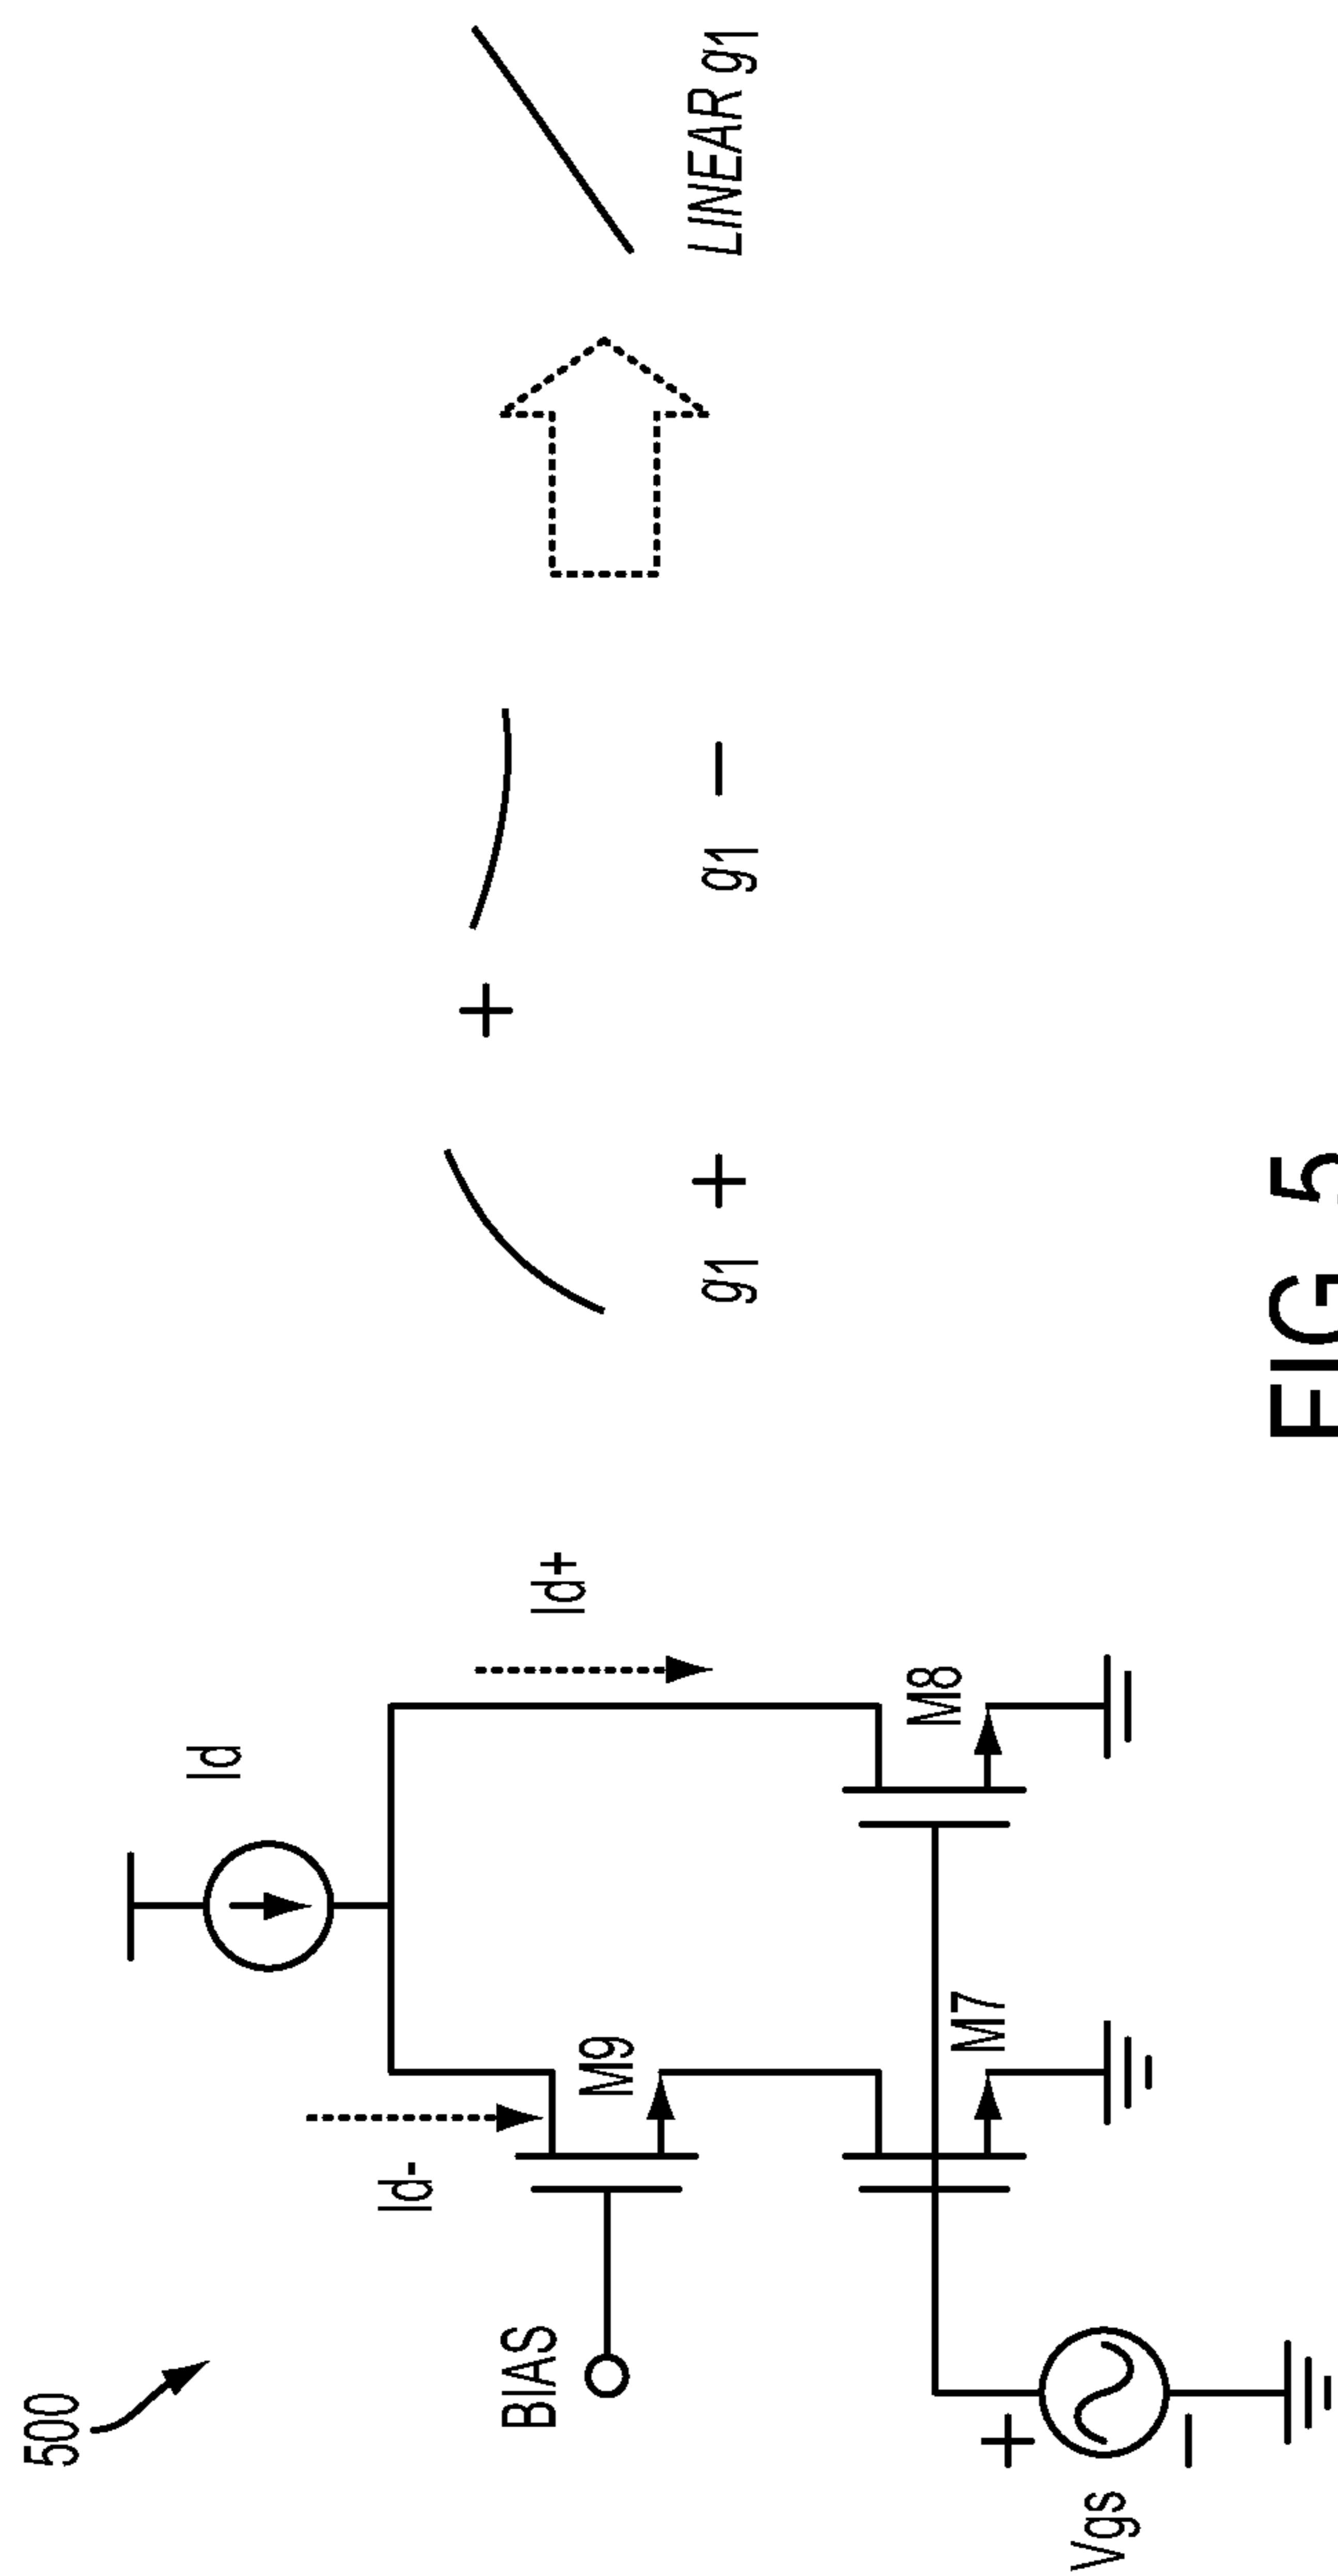 500
Id
Id-
Id+
BIAS
M9
M8
M7
+
Vgs
−
+
g1 +
g1 −
LINEAR g1
FIG. 5